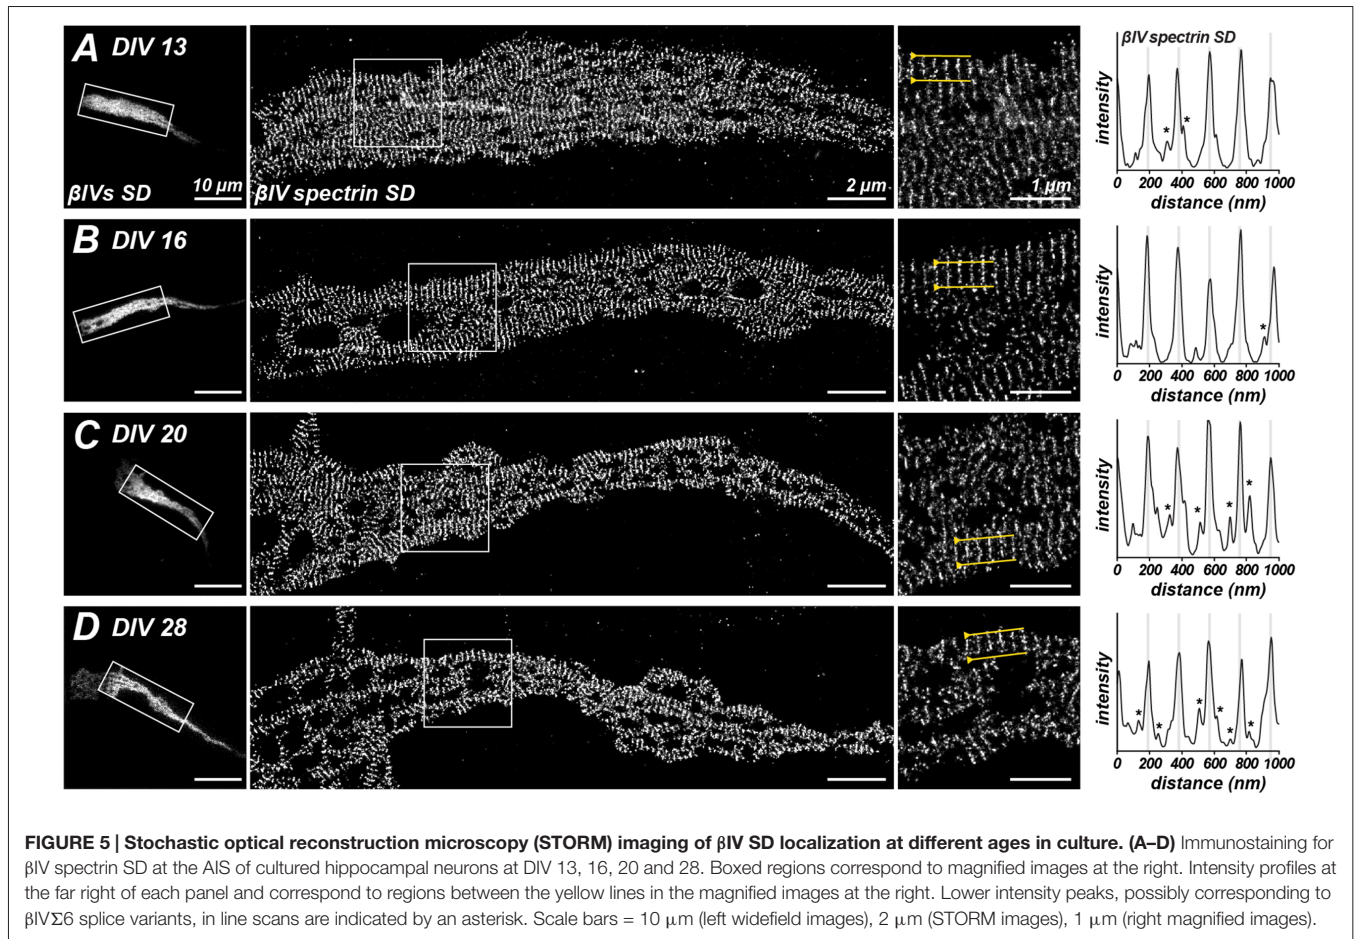 A DIV 13
βIVs SD
10 μm
βIV spectrin SD
2 μm
1 μm
βIV spectrin SD
intensity
* *
0 200 400 600 800 1000
distance (nm)
B DIV 16
intensity
*
0 200 400 600 800 1000
distance (nm)
C DIV 20
intensity
* * * *
0 200 400 600 800 1000
distance (nm)
D DIV 28
intensity
* * * * * *
0 200 400 600 800 1000
distance (nm)
FIGURE 5 | Stochastic optical reconstruction microscopy (STORM) imaging of βIV SD localization at different ages in culture. (A–D) Immunostaining for
βIV spectrin SD at the AIS of cultured hippocampal neurons at DIV 13, 16, 20 and 28. Boxed regions correspond to magnified images at the right. Intensity profiles at
the far right of each panel and correspond to regions between the yellow lines in the magnified images at the right. Lower intensity peaks, possibly corresponding to
βIVΣ6 splice variants, in line scans are indicated by an asterisk. Scale bars = 10 μm (left widefield images), 2 μm (STORM images), 1 μm (right magnified images).